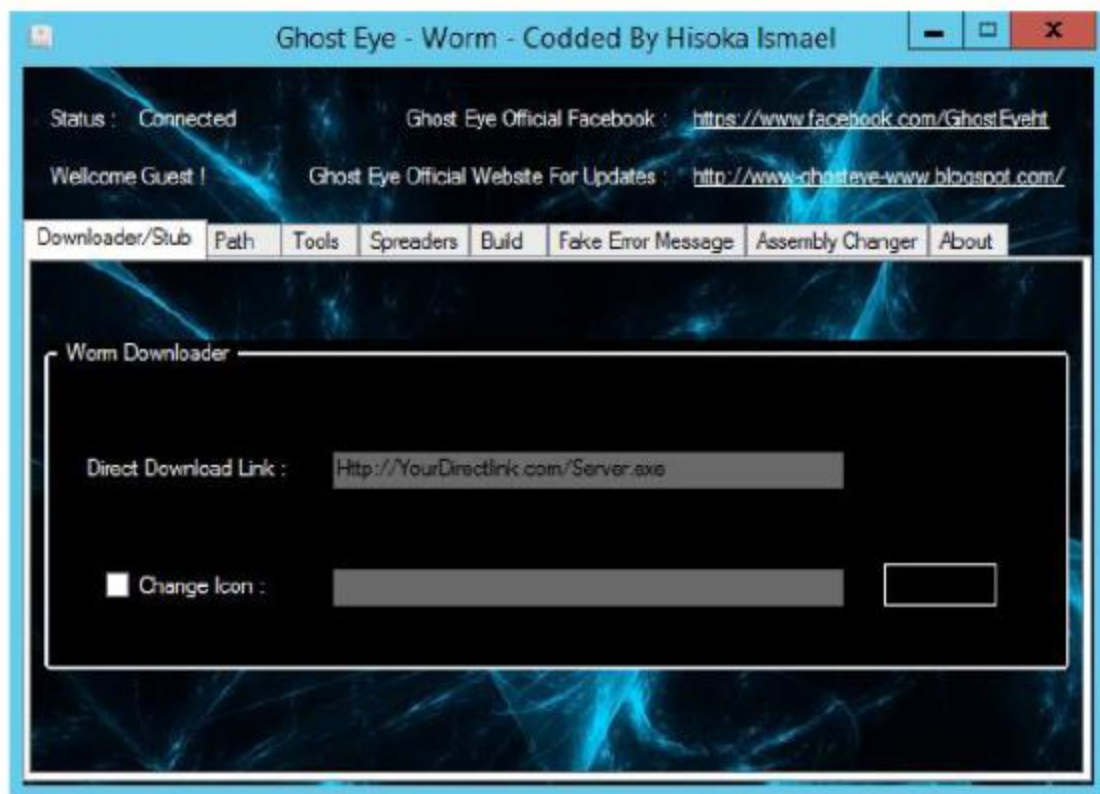 Ghost Eye - Worm - Codded By Hisoka Ismael
Status : Connected
Ghost Eye Official Facebook : https://www.facebook.com/GhostEyeht
Wellcome Guest !
Ghost Eye Official Website For Updates : http://www-ghosteye-www.blogspot.com/
Downloader/Stub Path Tools Spreaders Build Fake Error Message Assembly Changer About
Worm Downloader
Direct Download Link : Http://YourDirectlink.com/Server.exe
Change Icon :